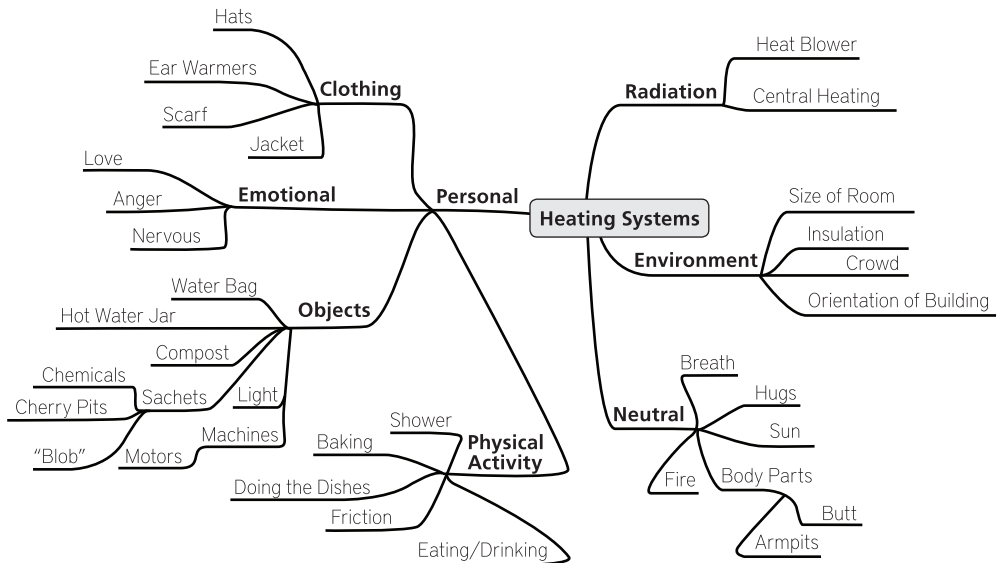 Heating Systems
Personal
Clothing
Hats
Ear Warmers
Scarf
Jacket
Emotional
Love
Anger
Nervous
Objects
Water Bag
Hot Water Jar
Compost
Sachets
Chemicals
Cherry Pits
“Blob”
Light
Machines
Motors
Physical
Activity
Shower
Baking
Doing the Dishes
Friction
Eating/Drinking
Radiation
Heat Blower
Central Heating
Environment
Size of Room
Insulation
Crowd
Orientation of Building
Neutral
Breath
Hugs
Sun
Fire
Body Parts
Butt
Armpits